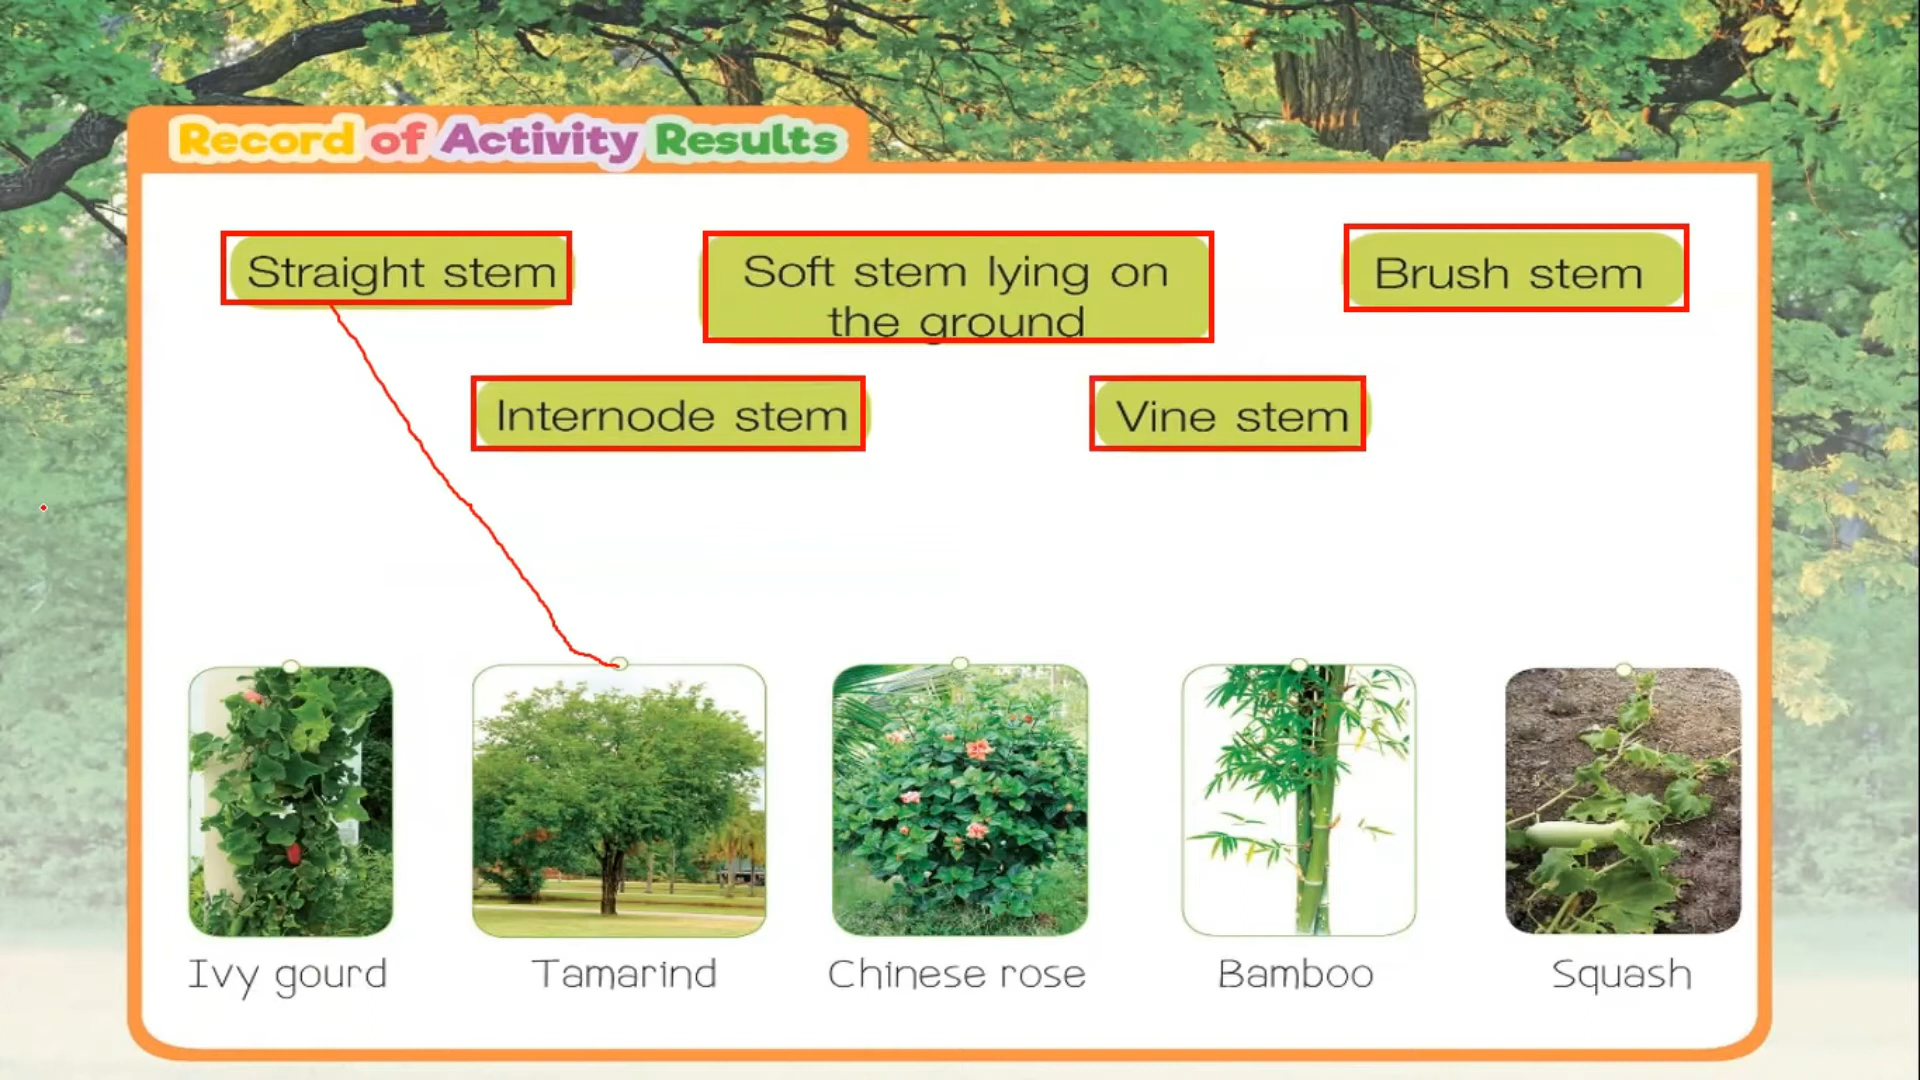 Record of Activity Results
Straight stem
Soft stem lying on
the ground
Brush stem
Internode stem
Vine stem
Ivy gourd
Tamarind
Chinese rose
Bamboo
Squash